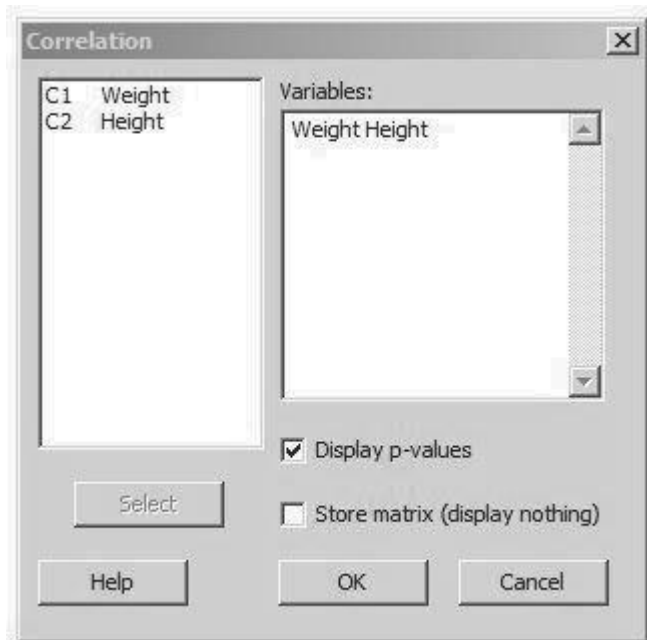 Correlation
C1 Weight
C2 Height
Variables:
Weight Height
Display p-values
Select
Store matrix (display nothing)
Help
OK
Cancel